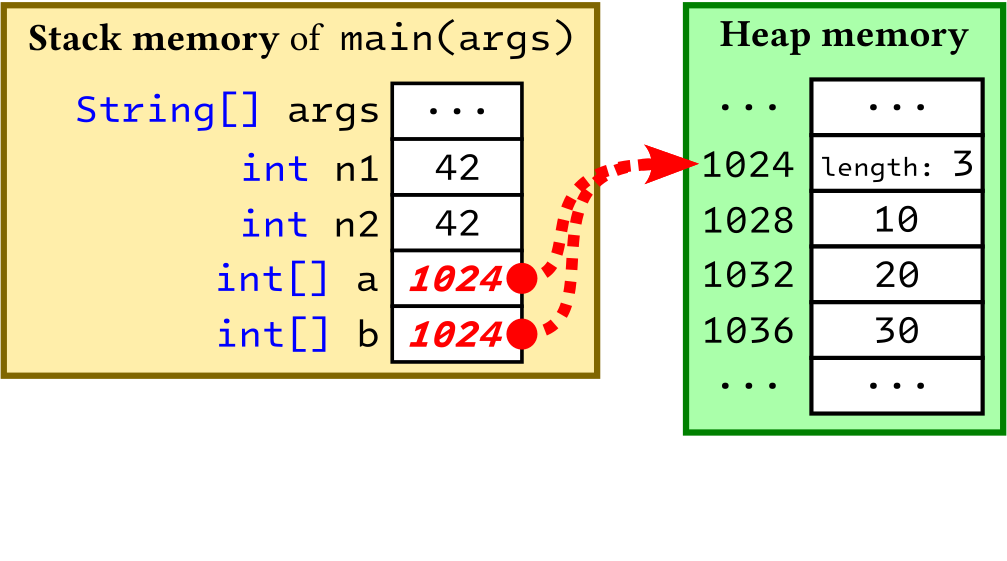 Stack memory of main(args)
String[] args ...
int n1 42
int n2 42
int[] a 1024
int[] b 1024
Heap memory
... ...
1024 length: 3
1028 10
1032 20
1036 30
... ...